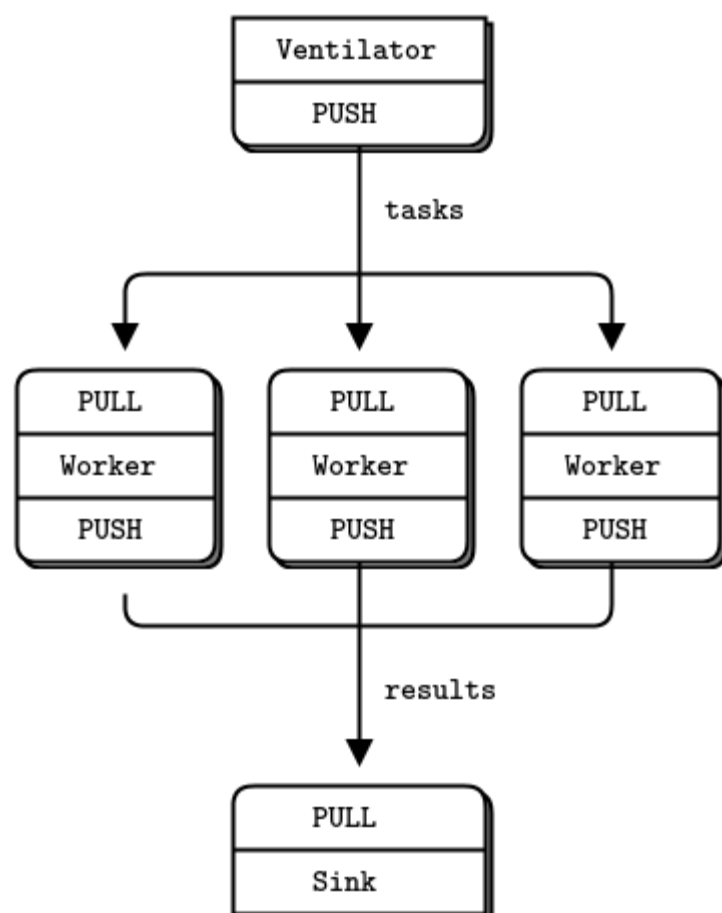 Ventilator
PUSH
tasks
PULL PULL PULL
Worker Worker Worker
PUSH PUSH PUSH
results
PULL
Sink